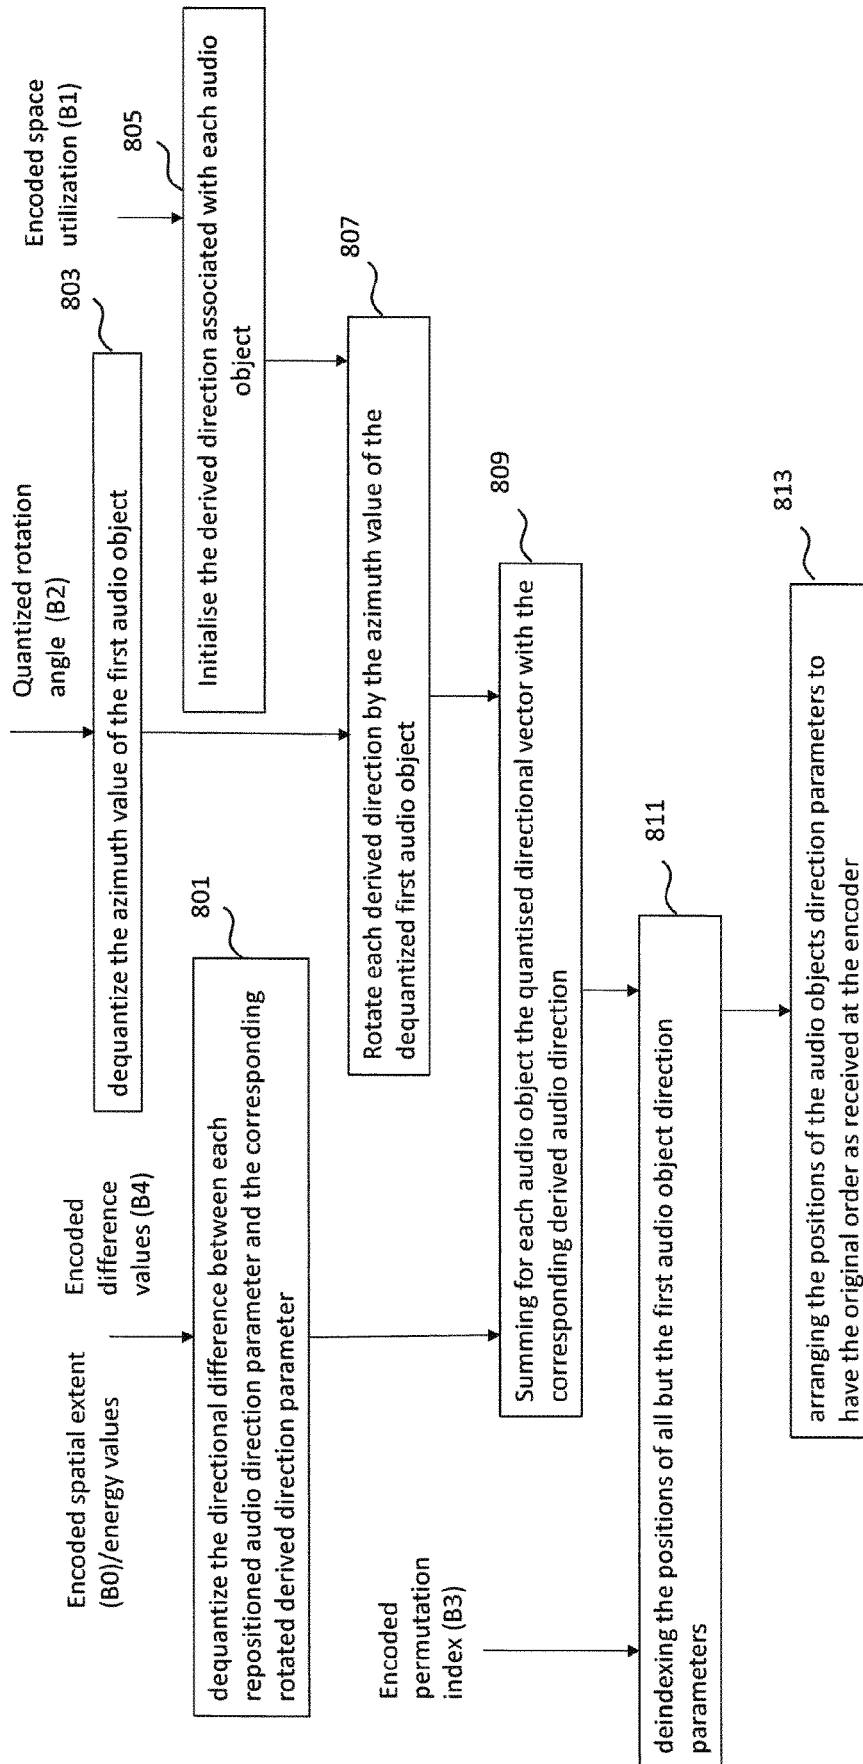 Encoded space
utilization (B1)
805
Initialise the derived direction associated with each audio
object
Quantized rotation
angle (B2)
803
dequantize the azimuth value of the first audio object
Encoded spatial extent
(B0)/energy values
Encoded
difference
values (B4)
801
dequantize the directional difference between each
repositioned audio direction parameter and the corresponding
rotated derived direction parameter
807
Rotate each derived direction by the azimuth value of the
dequantized first audio object
809
Summing for each audio object the quantised directional vector with the
corresponding derived audio direction
Encoded
permutation
index (B3)
811
deindexing the positions of all but the first audio object direction
parameters
813
arranging the positions of the audio objects direction parameters to
have the original order as received at the encoder